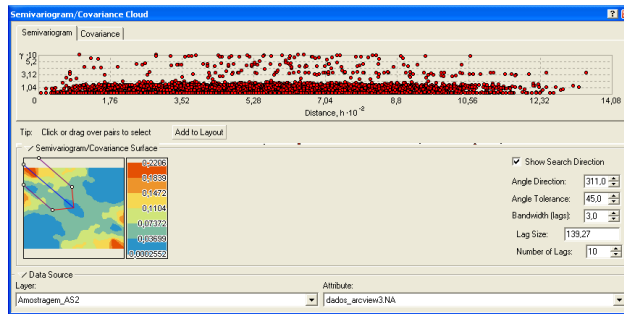 Semivariogram/Covariance Cloud
Semivariogram Covariance
γ ·10
5,2
3,12
1,04
0 1,76 3,52 5,28 7,04 8,8 10,56 12,32 14,08
Distance, h ·10⁻²
Tip: Click or drag over pairs to select Add to Layout
Semivariogram/Covariance Surface
0,2206
0,1839
0,1472
0,1104
0,07372
0,03699
0,0002552
Show Search Direction
Angle Direction: 311,0
Angle Tolerance: 45,0
Bandwidth (lags): 3,0
Lag Size: 139,27
Number of Lags: 10
Data Source
Layer: Attribute:
Amostragem_AS2 dados_arcview3.NA